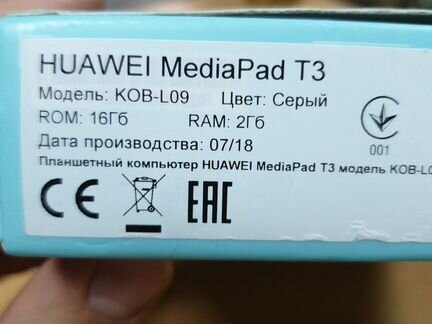 HUAWEI MediaPad T3
Модель: KOB-L09 Цвет: Серый
ROM: 16Гб RAM: 2Гб
Дата производства: 07/18
001
Планшетный компьютер HUAWEI MediaPad T3 модель KOB-L0
CE EAC